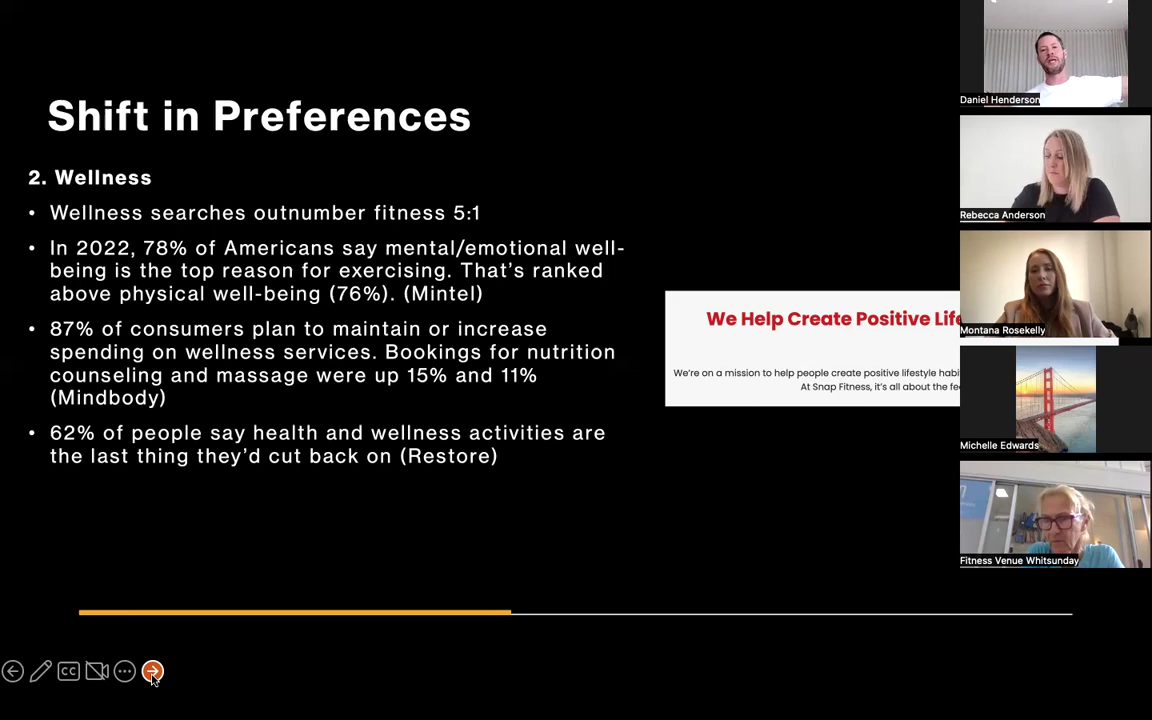 Shift in Preferences
2. Wellness
• Wellness searches outnumber fitness 5:1
• In 2022, 78% of Americans say mental/emotional well-
being is the top reason for exercising. That's ranked
above physical well-being (76%). (Mintel)
• 87% of consumers plan to maintain or increase
spending on wellness services. Bookings for nutrition
counseling and massage were up 15% and 11%
(Mindbody)
• 62% of people say health and wellness activities are
the last thing they'd cut back on (Restore)
We Help Create Positive Life
We're on a mission to help people create positive lifestyle habi
At Snap Fitness, it's all about the fee
CC
Daniel Henderson
Rebecca Anderson
Montana Rosekelly
Michelle Edwards
Fitness Venue Whitsunday